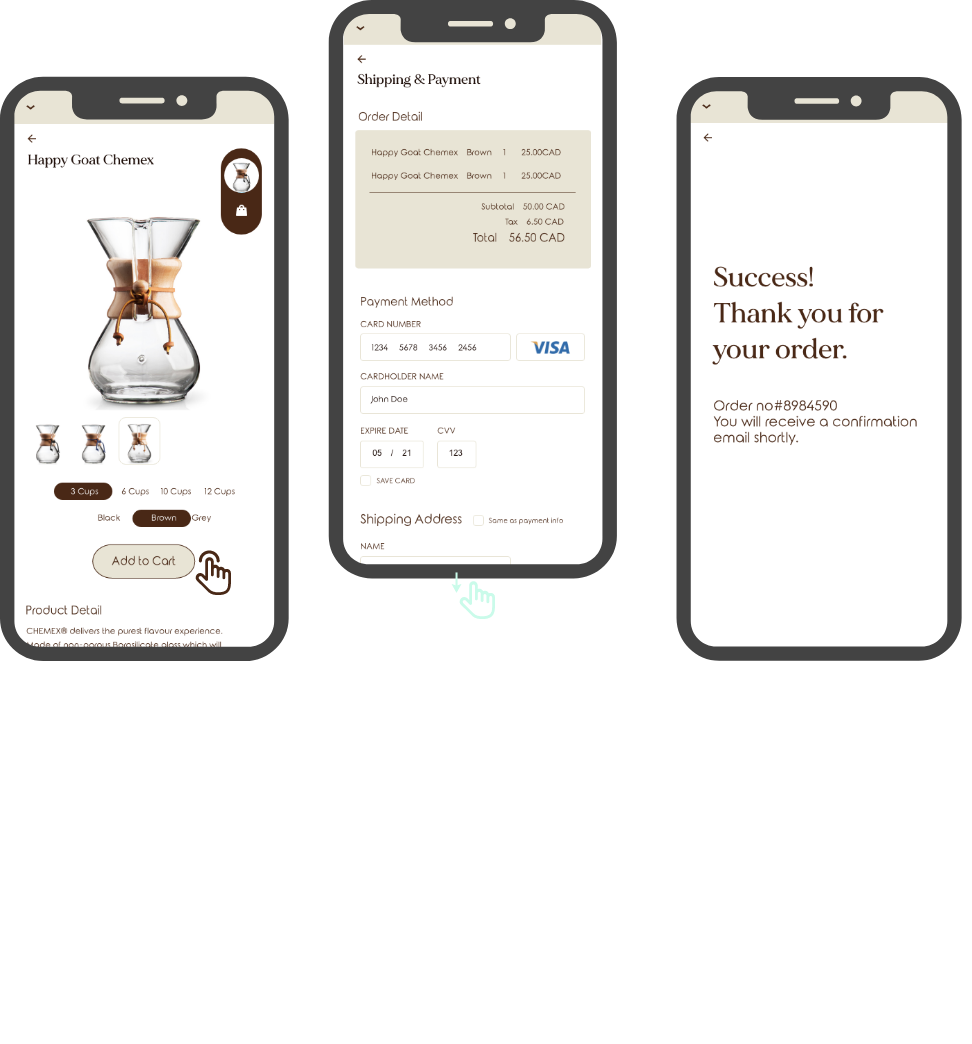 Happy Goat Chemex
3 Cups 6 Cups 10 Cups 12 Cups
Black Brown Grey
Add to Cart
Product Detail
CHEMEX® delivers the purest flavour experience.
Made of non-porous Borosilicate glass which will
Shipping & Payment
Order Detail
Happy Goat Chemex Brown 1 25.00CAD
Happy Goat Chemex Brown 1 25.00CAD
Subtotal 50.00 CAD
Tax 6.50 CAD
Total 56.50 CAD
Payment Method
CARD NUMBER
1234 5678 3456 2456 VISA
CARDHOLDER NAME
John Doe
EXPIRE DATE CVV
05 / 21 123
SAVE CARD
Shipping Address Same as payment info
NAME
Success!
Thank you for
your order.
Order no#8984590
You will receive a confirmation
email shortly.